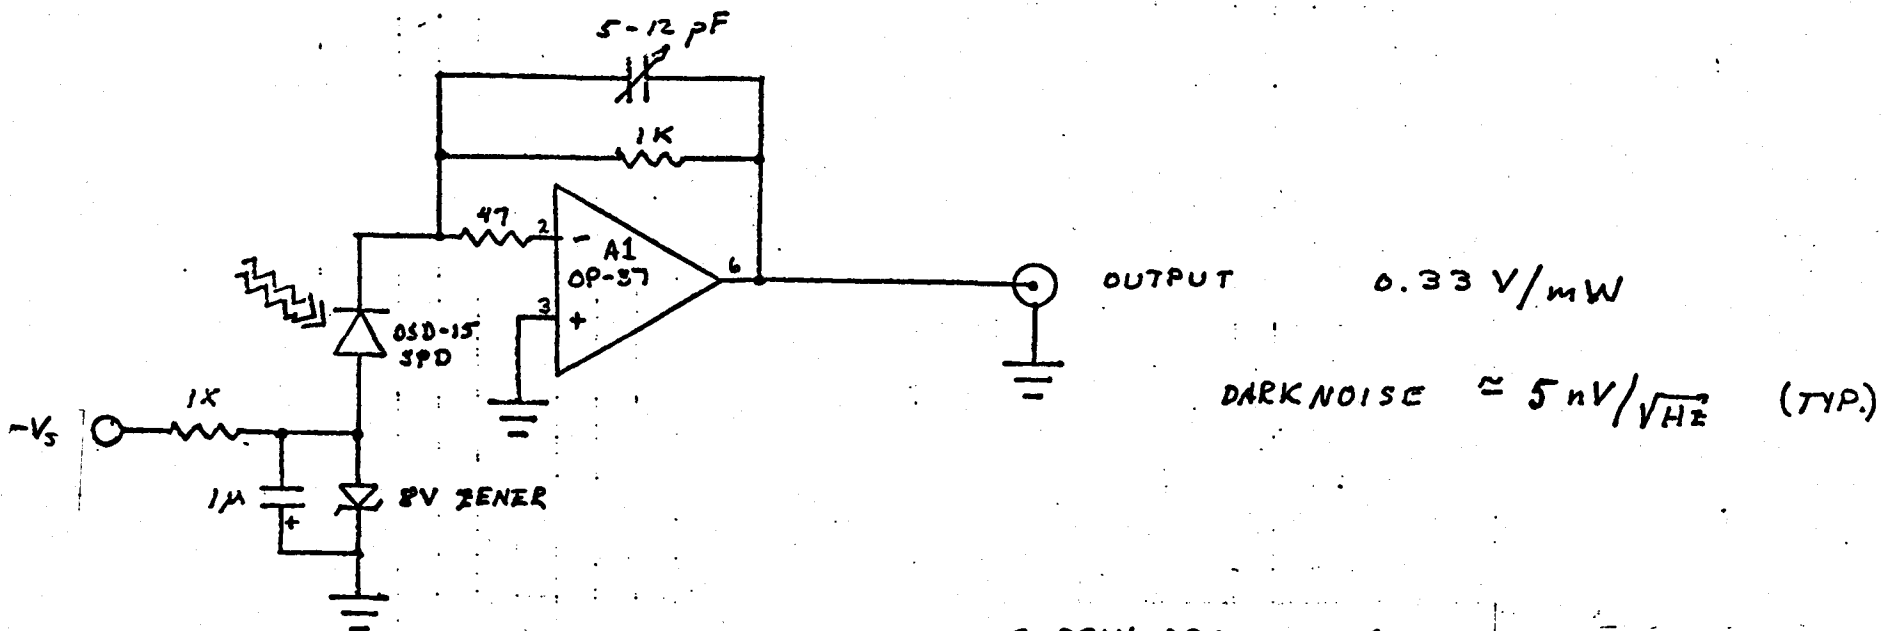 5-12 pF
1K
47
2
-
A1
OP-37
6
3
+
OSD-15
OUTPUT 0.33 V/mW
DARK NOISE ≈ 5 nV/√Hz (TYP.)
-Vs
1K
1µ
+
8V ZENER